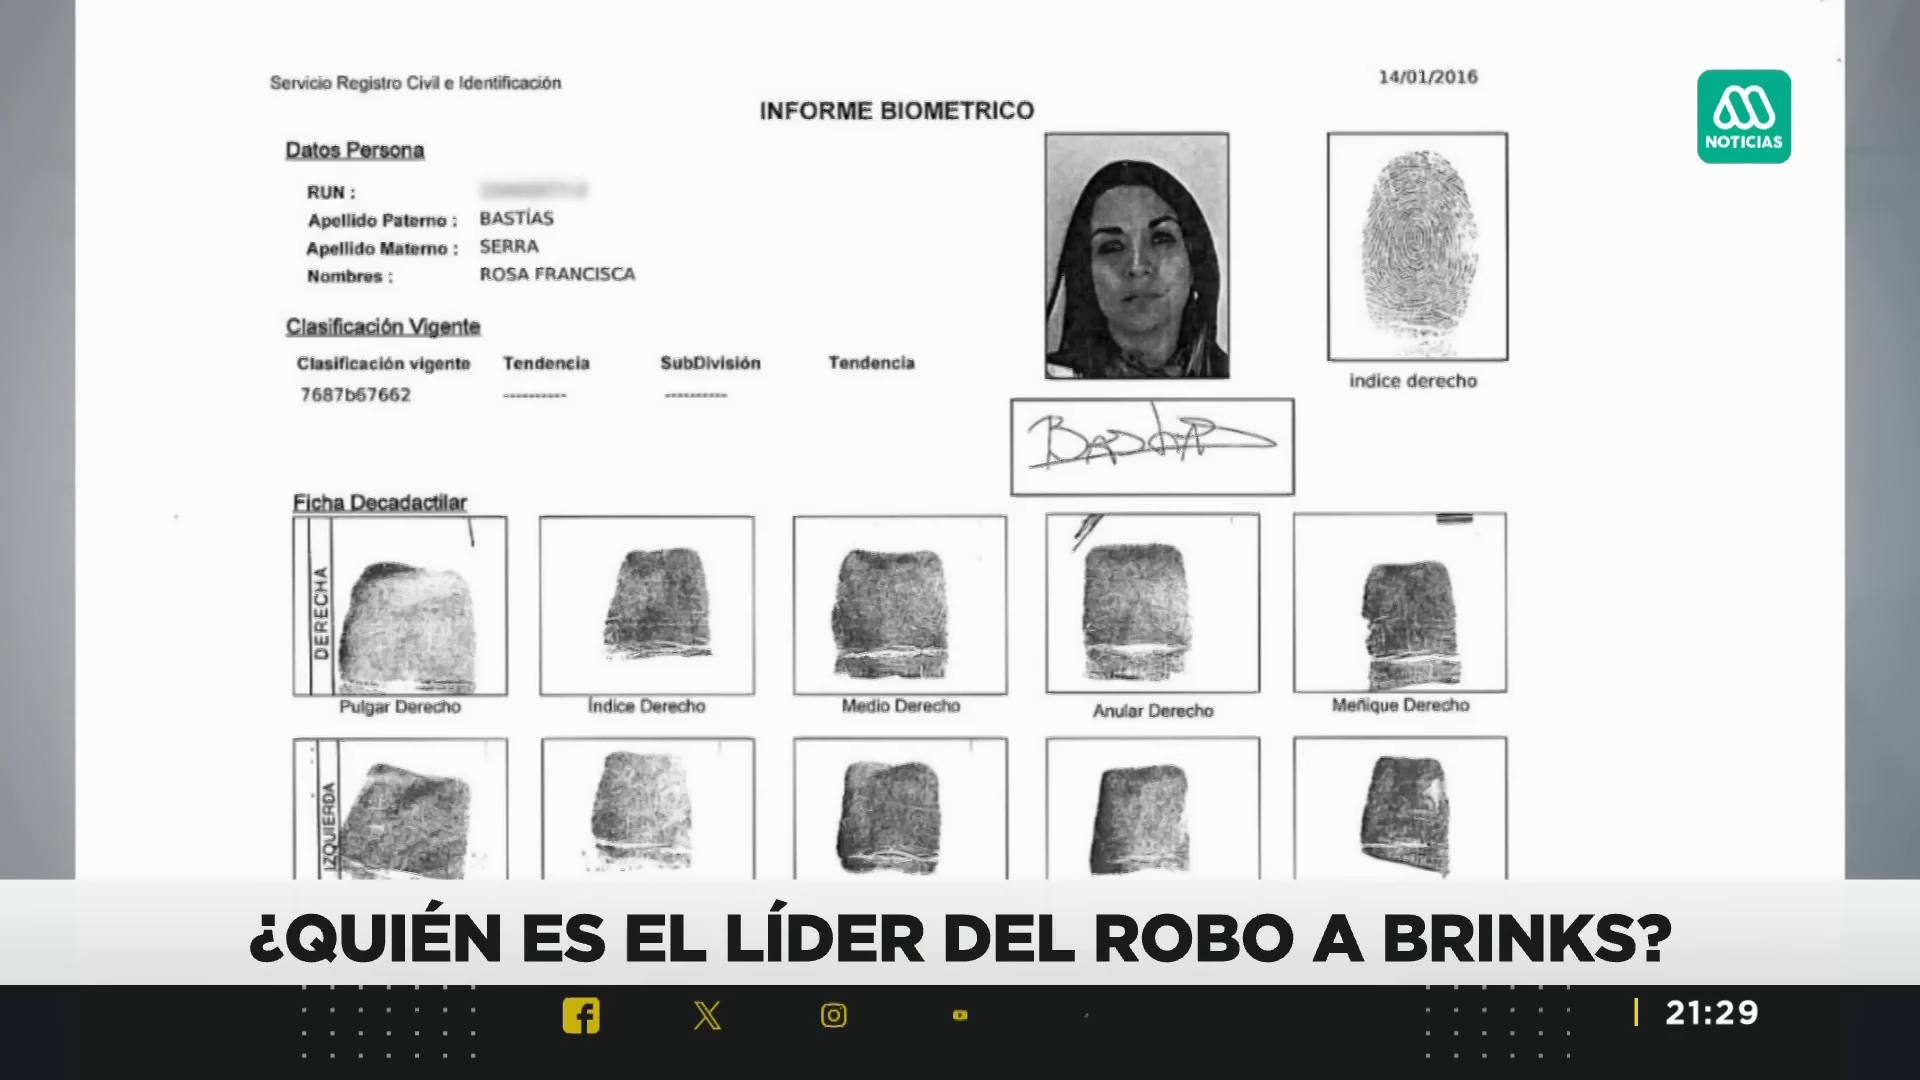 Servicio Registro Civil e Identificación
14/01/2016
INFORME BIOMETRICO
NOTICIAS
Datos Persona
RUN :
Apellido Paterno : BASTÍAS
Apellido Materno : SERRA
Nombres : ROSA FRANCISCA
Clasificación Vigente
Clasificación vigente Tendencia SubDivisión Tendencia
7687b67662 ---------- ----------
indice derecho
Ficha Decadactilar
DERECHA
Pulgar Derecho Índice Derecho Medio Derecho Anular Derecho Meñique Derecho
IZQUIERDA
¿QUIÉN ES EL LÍDER DEL ROBO A BRINKS?
21:29